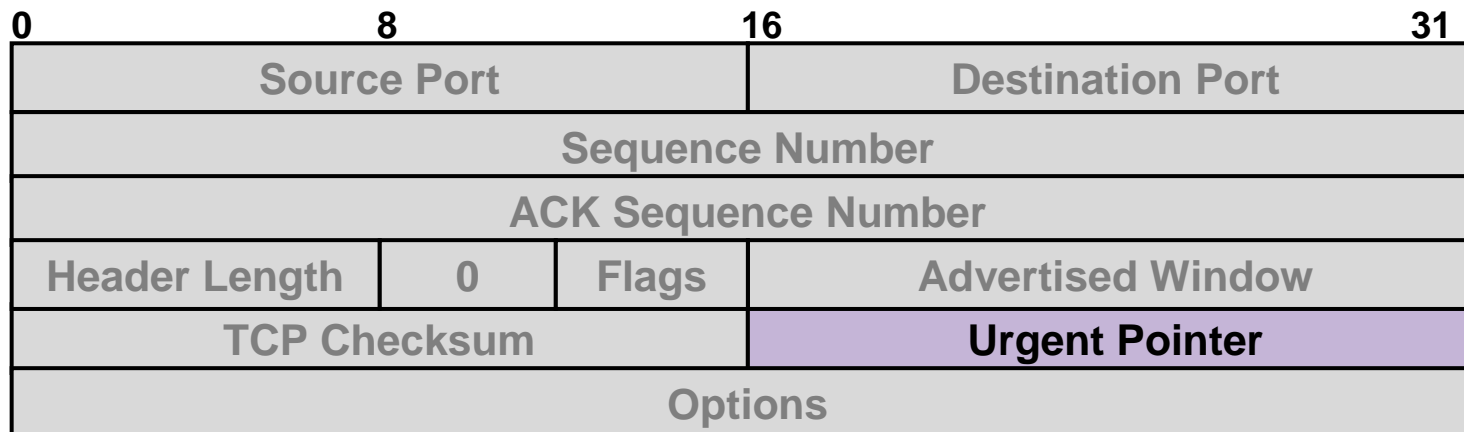 0 8 16 31
Source Port Destination Port
Sequence Number
ACK Sequence Number
Header Length 0 Flags Advertised Window
TCP Checksum Urgent Pointer
Options